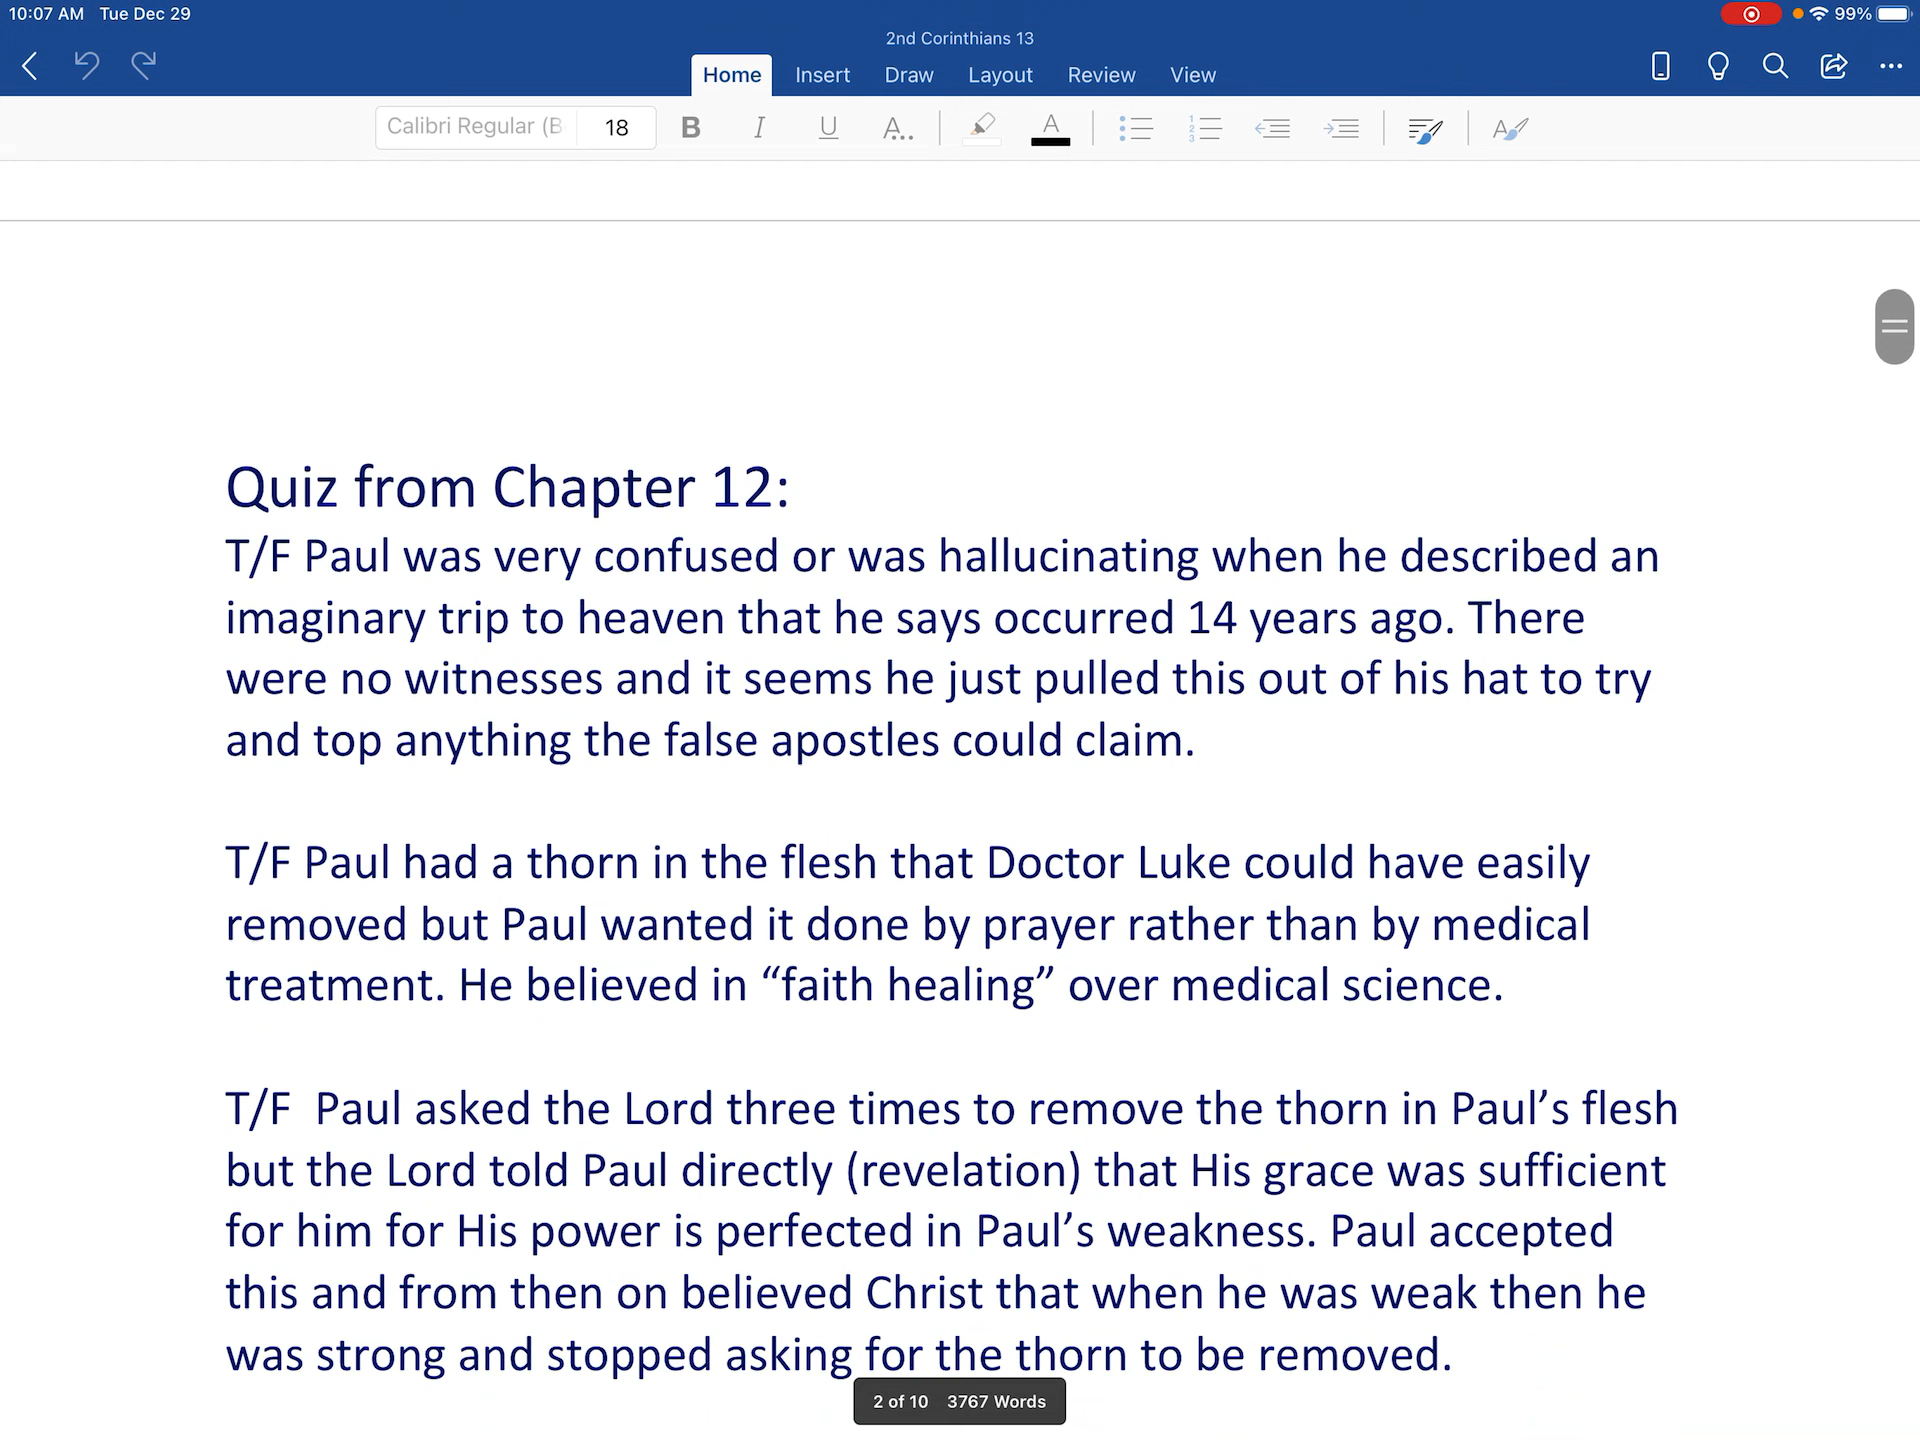 10:07 AM Tue Dec 29
99%
2nd Corinthians 13
Home Insert Draw Layout Review View
Calibri Regular (B 18 B I U A.. A
Quiz from Chapter 12:
T/F Paul was very confused or was hallucinating when he described an
imaginary trip to heaven that he says occurred 14 years ago. There
were no witnesses and it seems he just pulled this out of his hat to try
and top anything the false apostles could claim.
T/F Paul had a thorn in the flesh that Doctor Luke could have easily
removed but Paul wanted it done by prayer rather than by medical
treatment. He believed in “faith healing” over medical science.
T/F  Paul asked the Lord three times to remove the thorn in Paul’s flesh
but the Lord told Paul directly (revelation) that His grace was sufficient
for him for His power is perfected in Paul’s weakness. Paul accepted
this and from then on believed Christ that when he was weak then he
was strong and stopped asking for the thorn to be removed.
2 of 10 3767 Words